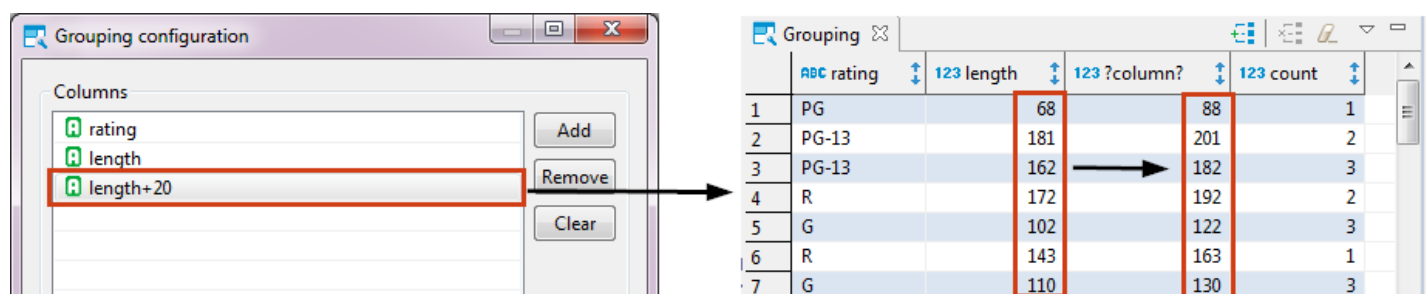 Grouping configuration
X
Columns
rating
length
length+20
Add
Remove
Clear
Grouping
ABC rating 123 length 123 ?column? 123 count
1 PG 68 88 1
2 PG-13 181 201 2
3 PG-13 162 182 3
4 R 172 192 2
5 G 102 122 3
6 R 143 163 1
7 G 110 130 3